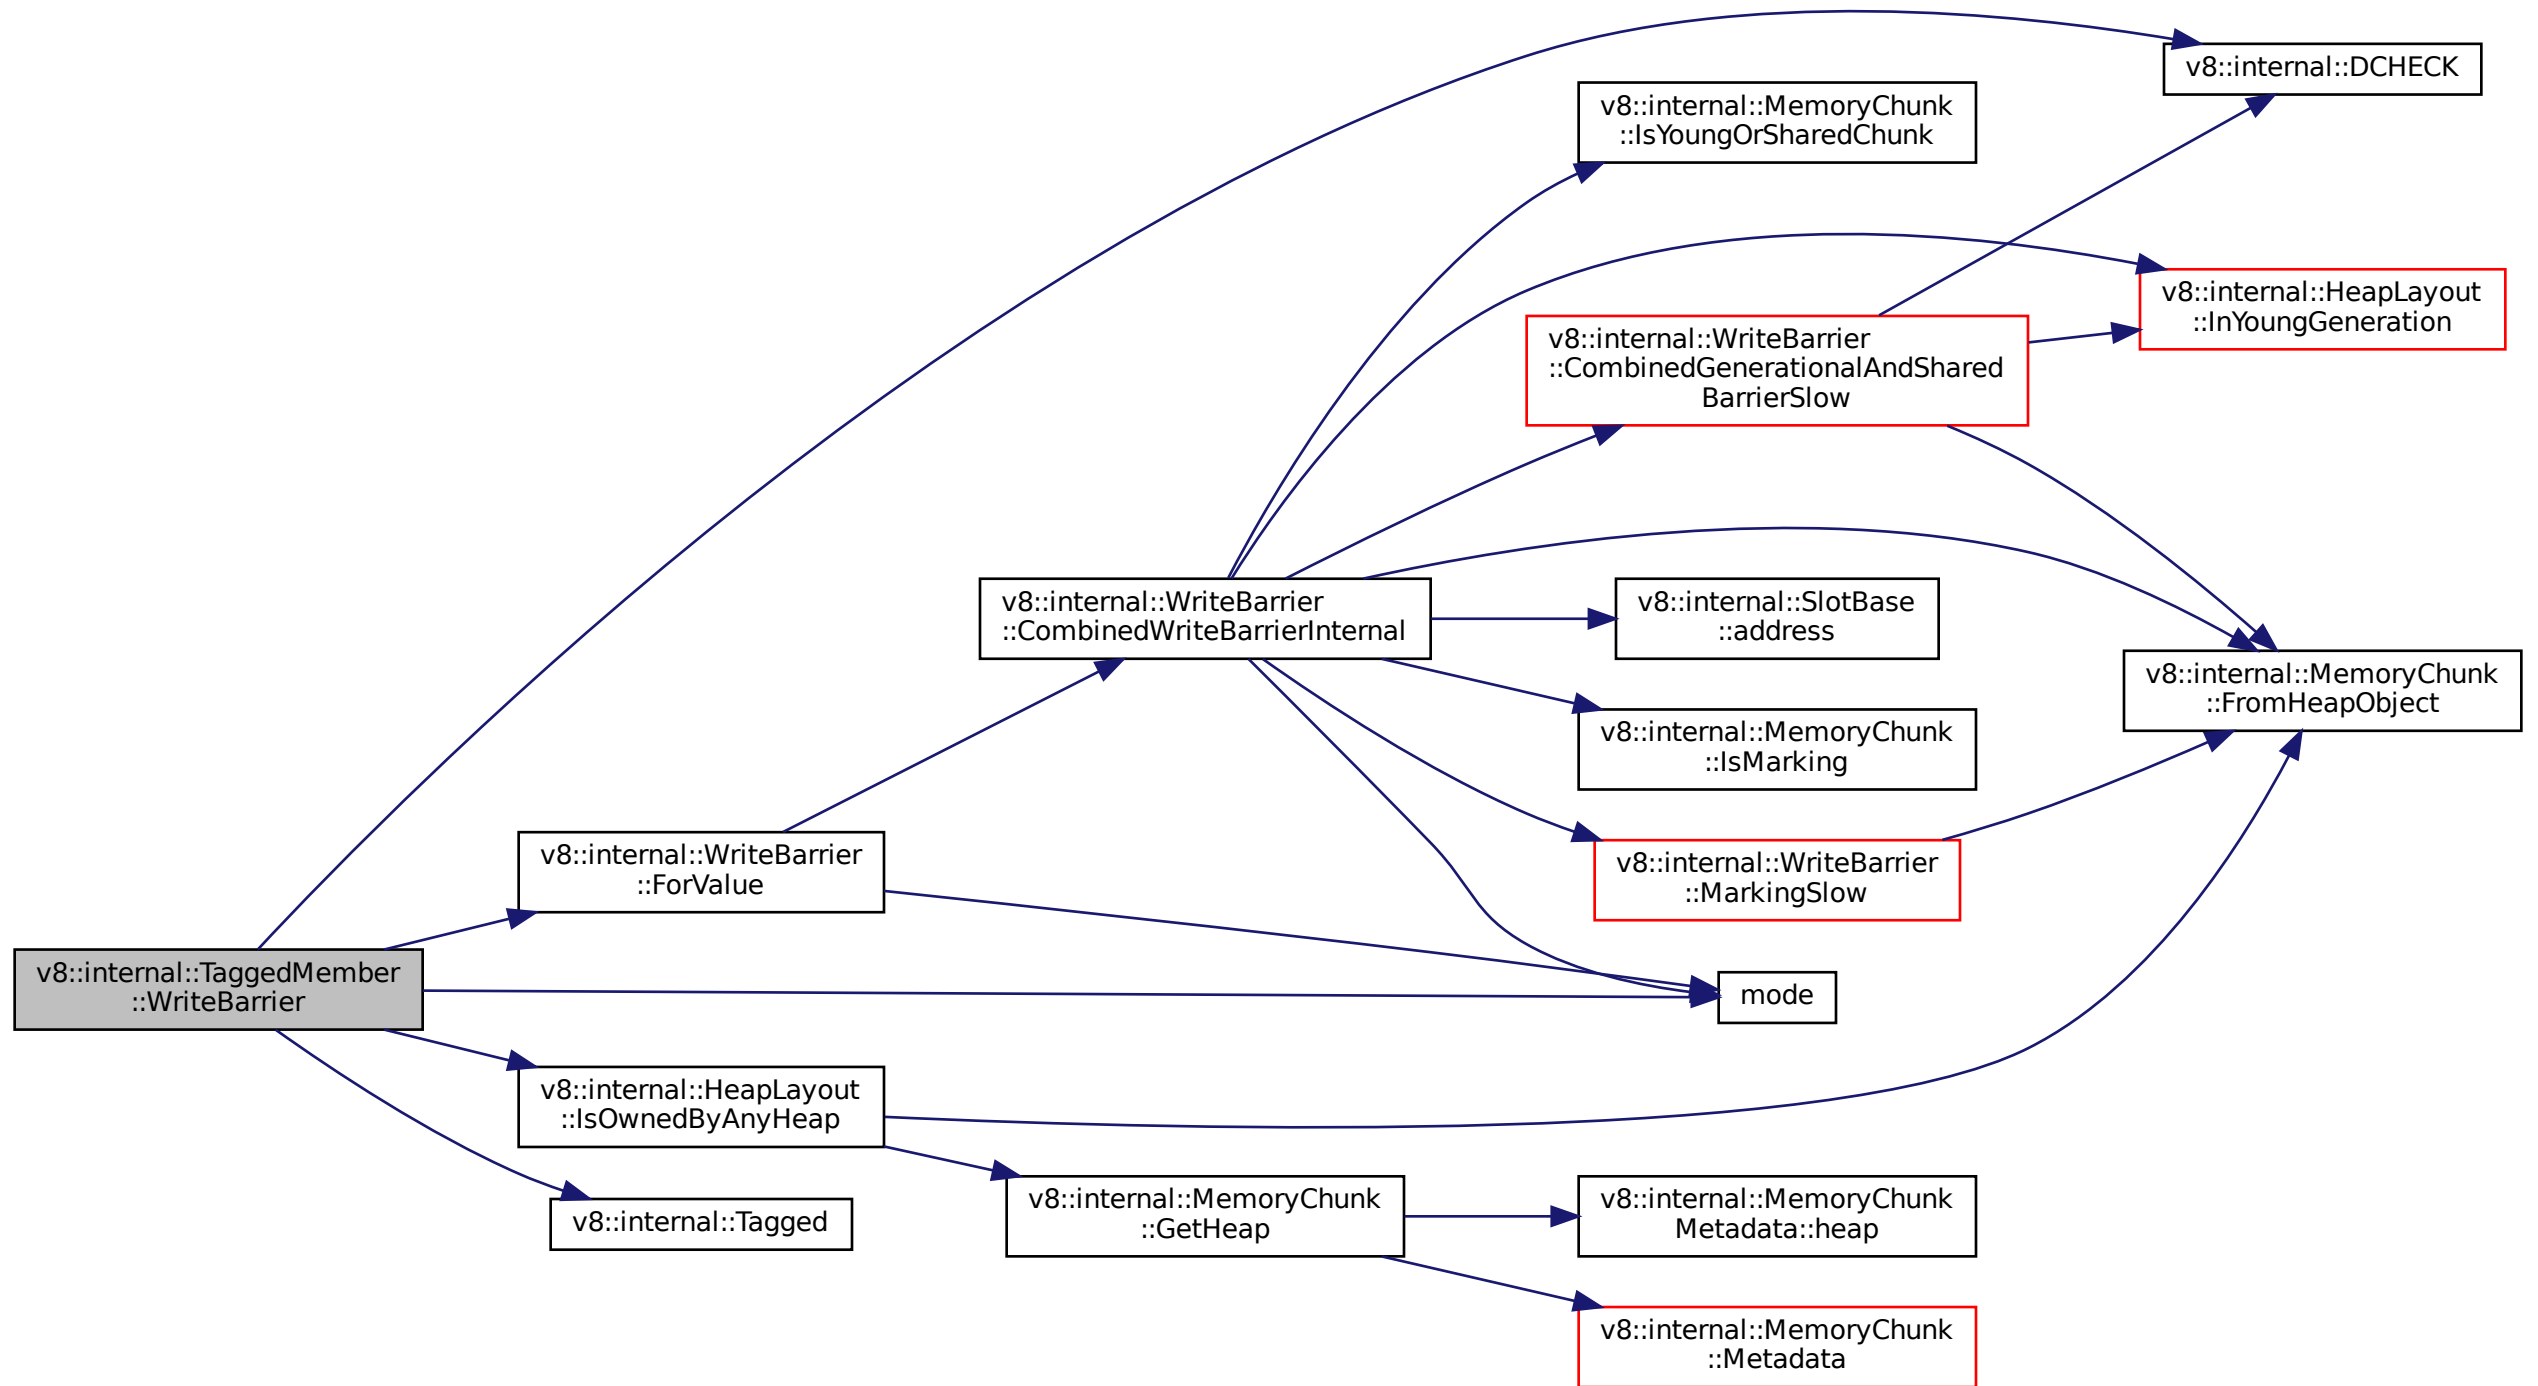 v8::internal::DCHECK
v8::internal::MemoryChunk
::IsYoungOrSharedChunk
v8::internal::HeapLayout
::InYoungGeneration
v8::internal::WriteBarrier
::CombinedGenerationalAndShared
BarrierSlow
v8::internal::WriteBarrier
::CombinedWriteBarrierInternal
v8::internal::SlotBase
::address
v8::internal::MemoryChunk
::FromHeapObject
v8::internal::MemoryChunk
::IsMarking
v8::internal::WriteBarrier
::ForValue
v8::internal::WriteBarrier
::MarkingSlow
v8::internal::TaggedMember
::WriteBarrier
mode
v8::internal::HeapLayout
::IsOwnedByAnyHeap
v8::internal::Tagged
v8::internal::MemoryChunk
::GetHeap
v8::internal::MemoryChunk
Metadata::heap
v8::internal::MemoryChunk
::Metadata